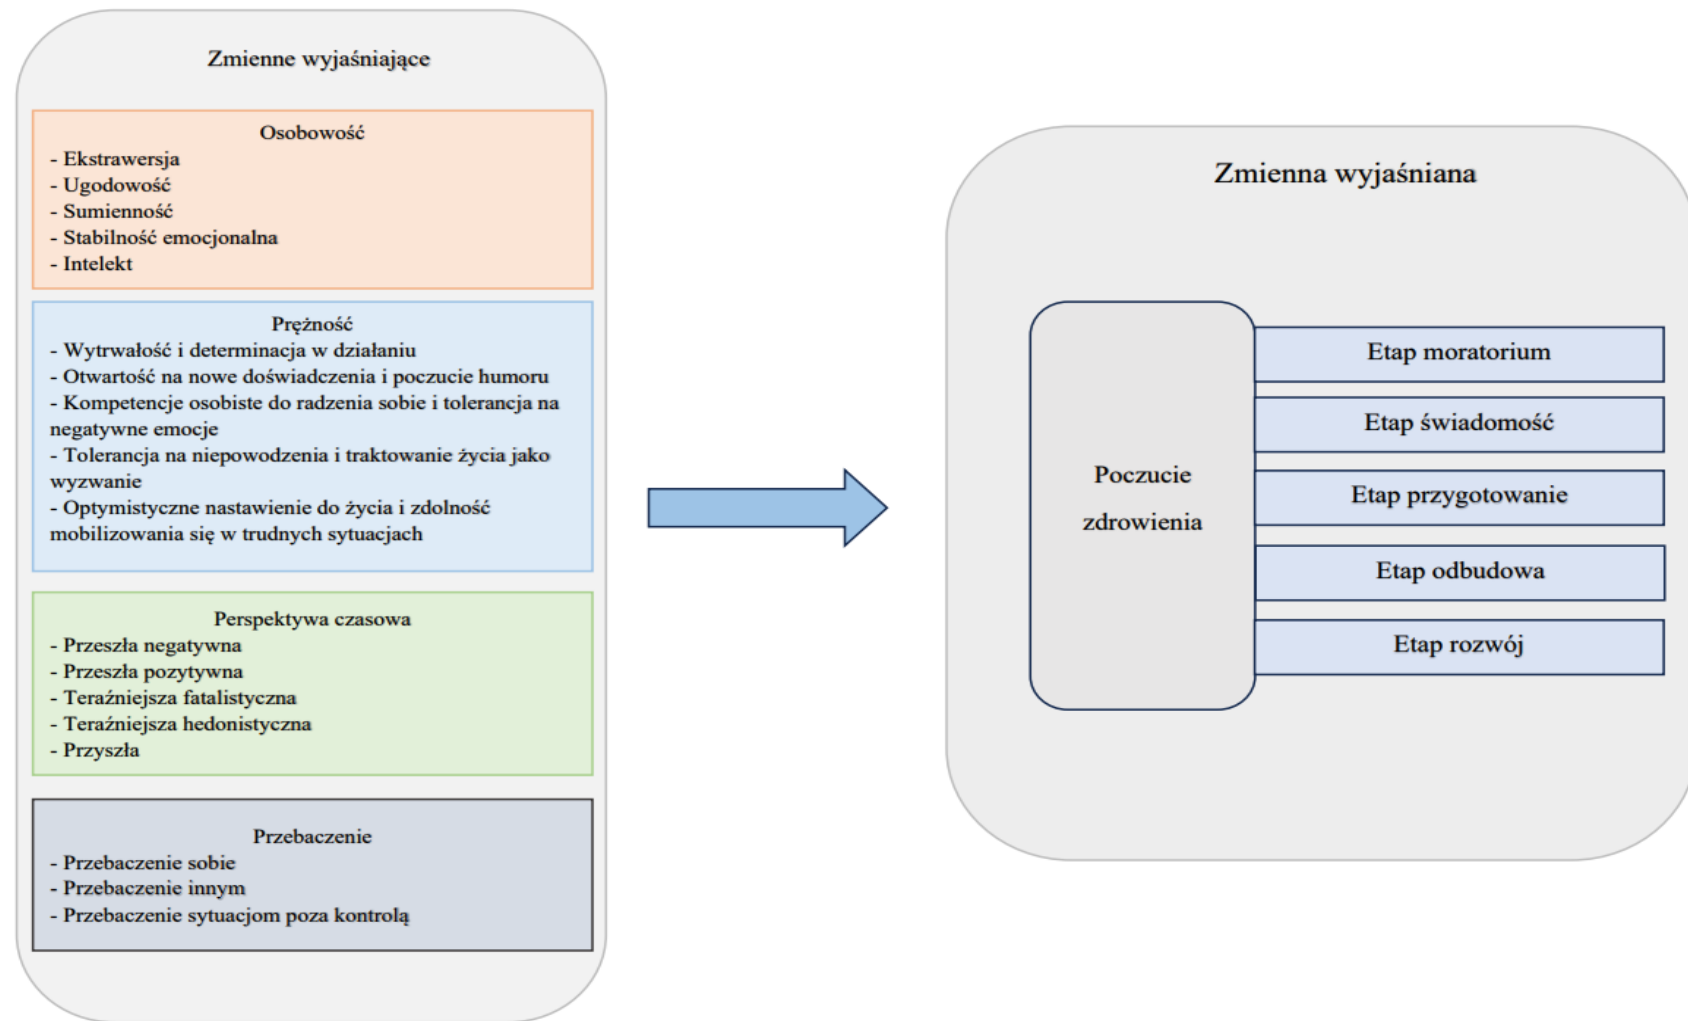 Zmienne wyjaśniające
Osobowość
- Ekstrawersja
- Ugodowość
- Sumienność
- Stabilność emocjonalna
- Intelekt
Prężność
- Wytrwałość i determinacja w działaniu
- Otwartość na nowe doświadczenia i poczucie humoru
- Kompetencje osobiste do radzenia sobie i tolerancja na
negatywne emocje
- Tolerancja na niepowodzenia i traktowanie życia jako
wyzwanie
- Optymistyczne nastawienie do życia i zdolność
mobilizowania się w trudnych sytuacjach
Perspektywa czasowa
- Przeszła negatywna
- Przeszła pozytywna
- Teraźniejsza fatalistyczna
- Teraźniejsza hedonistyczna
- Przyszła
Przebaczenie
- Przebaczenie sobie
- Przebaczenie innym
- Przebaczenie sytuacjom poza kontrolą
Zmienna wyjaśniana
Poczucie
zdrowienia
Etap moratorium
Etap świadomość
Etap przygotowanie
Etap odbudowa
Etap rozwój